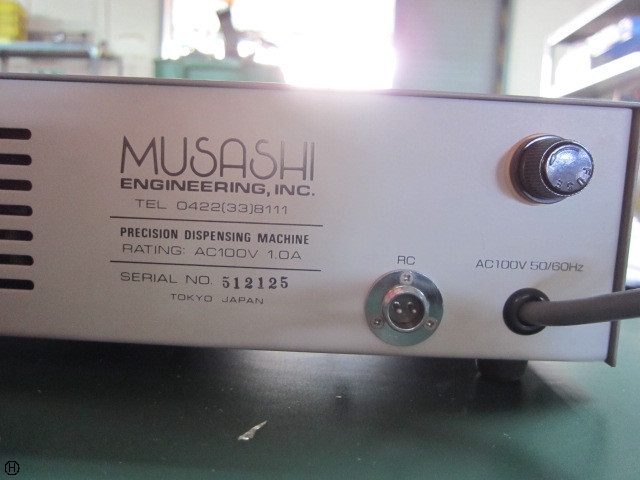 MUSASHI
ENGINEERING, INC.
TEL 0422(33)8111
PRECISION DISPENSING MACHINE
RATING: AC100V 1.0A
SERIAL NO. 512125
TOKYO JAPAN
RC
AC100V 50/60Hz
H